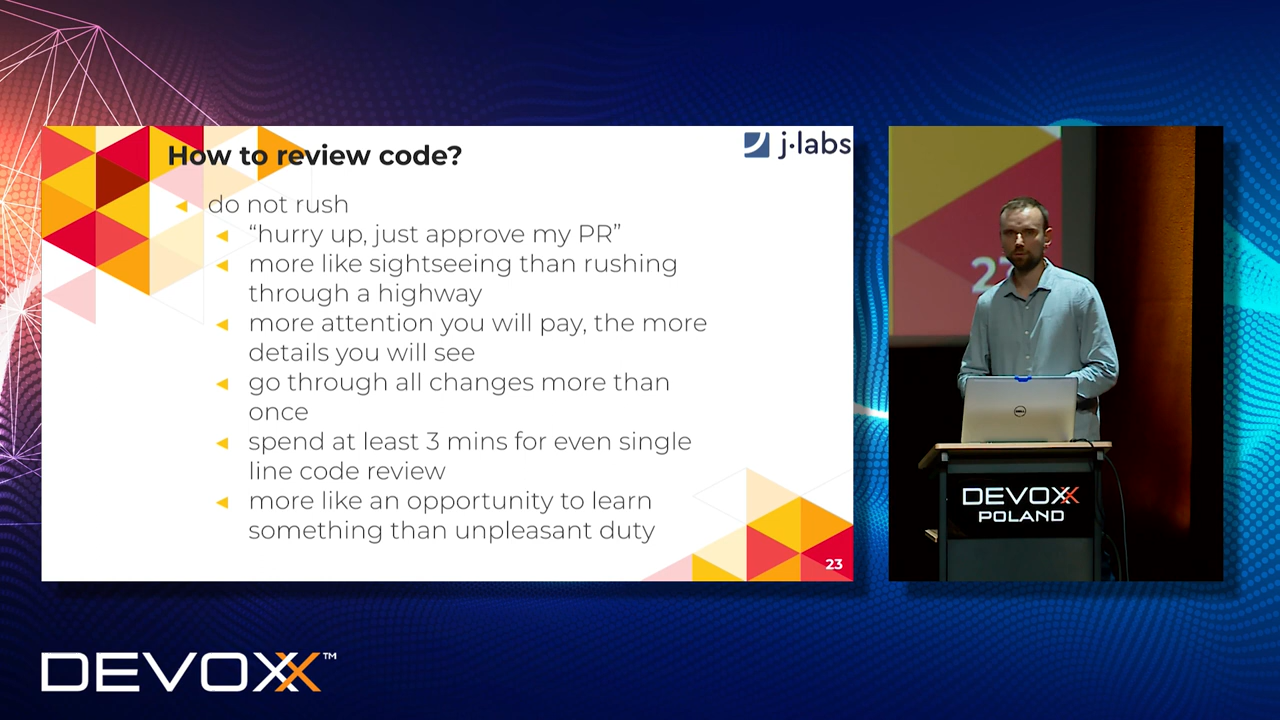 How to review code?
j·labs
do not rush
“hurry up, just approve my PR”
more like sightseeing than rushing
through a highway
more attention you will pay, the more
details you will see
go through all changes more than
once
spend at least 3 mins for even single
line code review
more like an opportunity to learn
something than unpleasant duty
23
DEVOXX
POLAND
DEVOXX™